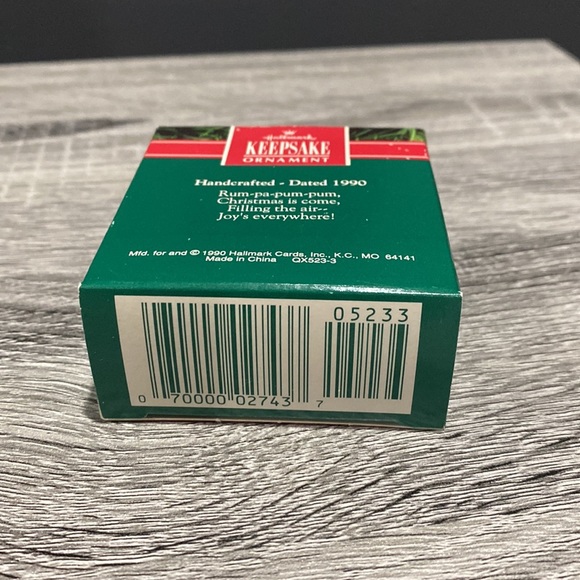 Hallmark
KEEPSAKE
ORNAMENT
Handcrafted - Dated 1990
Rum-pa-pum-pum,
Christmas is come,
Filling the air--
Joy's everywhere!
Mfd. for and © 1990 Hallmark Cards, Inc., K.C., MO 64141
Made in China QX523-3
05233
0 70000 02743 7